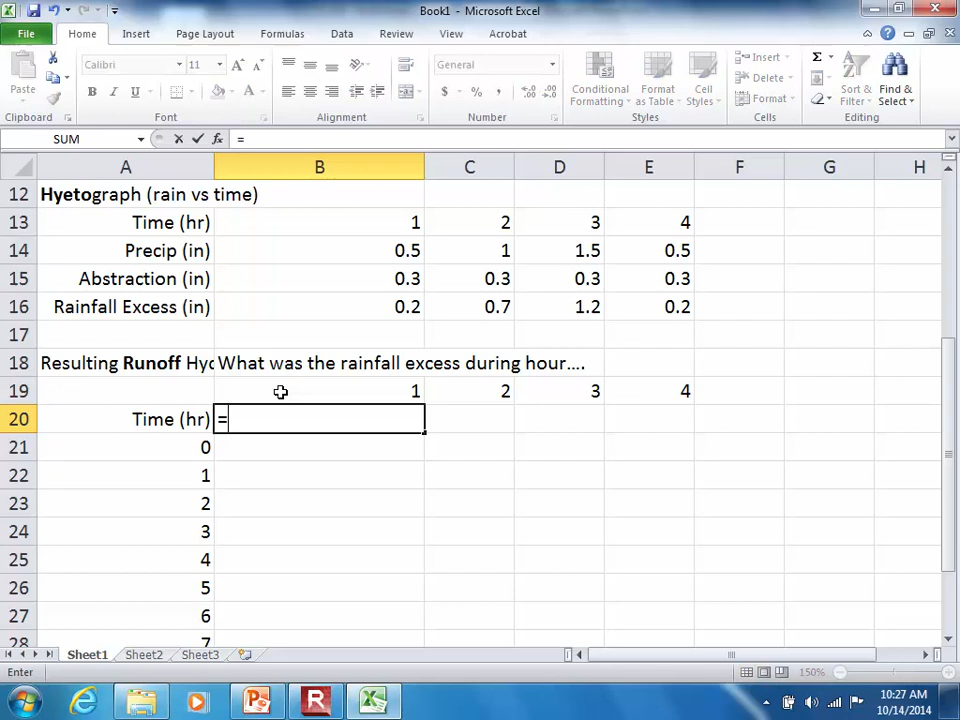 Book1 - Microsoft Excel
File Home Insert Page Layout Formulas Data Review View Acrobat
Paste
Calibri 11
B I U A
General
$ % ,
Conditional Formatting
Format as Table
Cell Styles
Insert
Delete
Format
Σ
Sort & Filter
Find & Select
Clipboard Font Alignment Number Styles Cells Editing
SUM fx =
A B C D E F G H
12 Hyetograph (rain vs time)
13 Time (hr) 1 2 3 4
14 Precip (in) 0.5 1 1.5 0.5
15 Abstraction (in) 0.3 0.3 0.3 0.3
16 Rainfall Excess (in) 0.2 0.7 1.2 0.2
17
18 Resulting Runoff Hyd What was the rainfall excess during hour....
19 1 2 3 4
20 Time (hr) =
21 0
22 1
23 2
24 3
25 4
26 5
27 6
28 7
Sheet1 Sheet2 Sheet3
Enter 150%
10:27 AM
10/14/2014